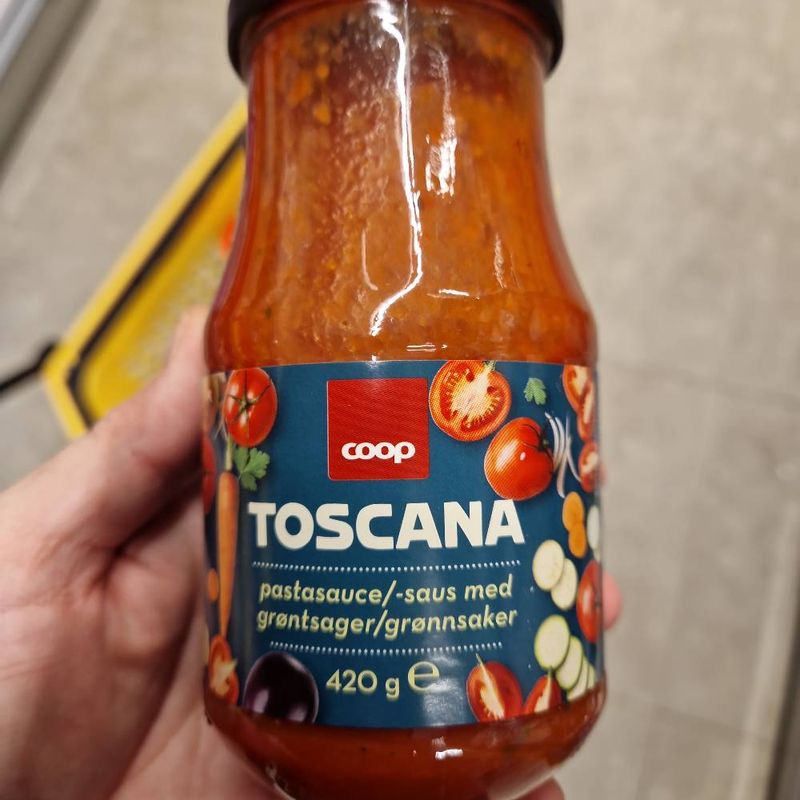 coop
TOSCANA
pastasauce/-saus med
grøntsager/grønnsaker
420 g ℮